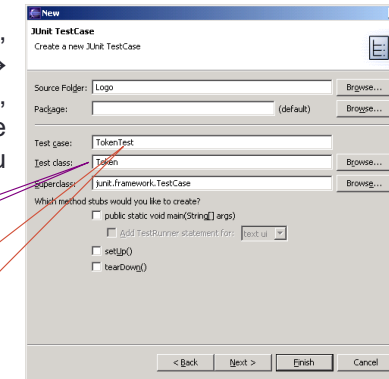 New
JUnit TestCase
Create a new JUnit TestCase
Source Folder: Logo Browse...
Package: (default) Browse...
Test case: TokenTest
Test class: Token Browse...
Superclass: junit.framework.TestCase Browse...
Which method stubs would you like to create?
public static void main(String[] args)
Add TestRunner statement for: text ui
setUp()
tearDown()
< Back Next > Finish Cancel